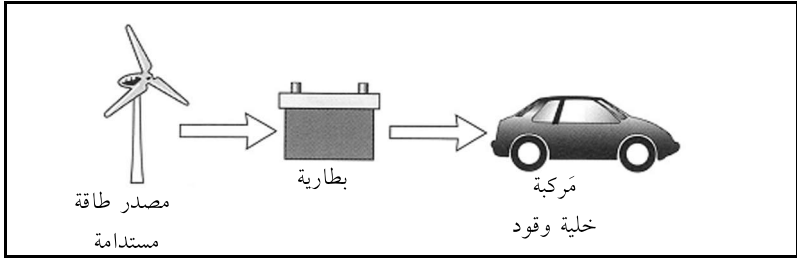 مصدر طاقة
مستدامة
بطارية
مَركبة
خلية وقود